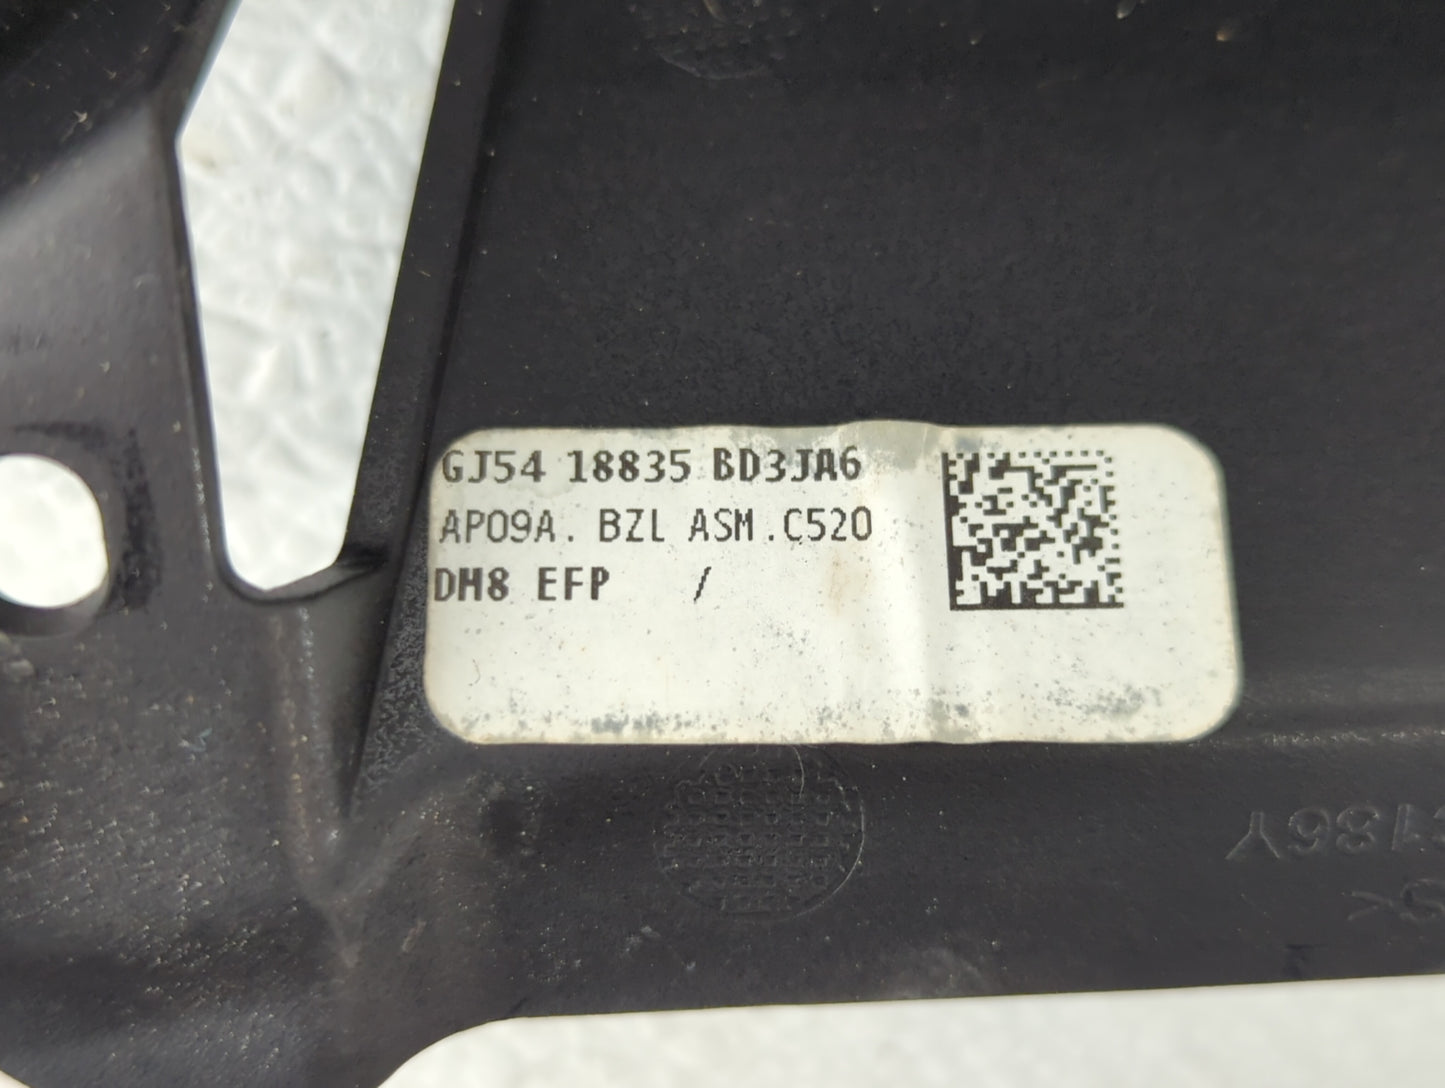 GJ54 18835 BD3JA6
AP09A. BZL ASM.C520
DH8 EFP /